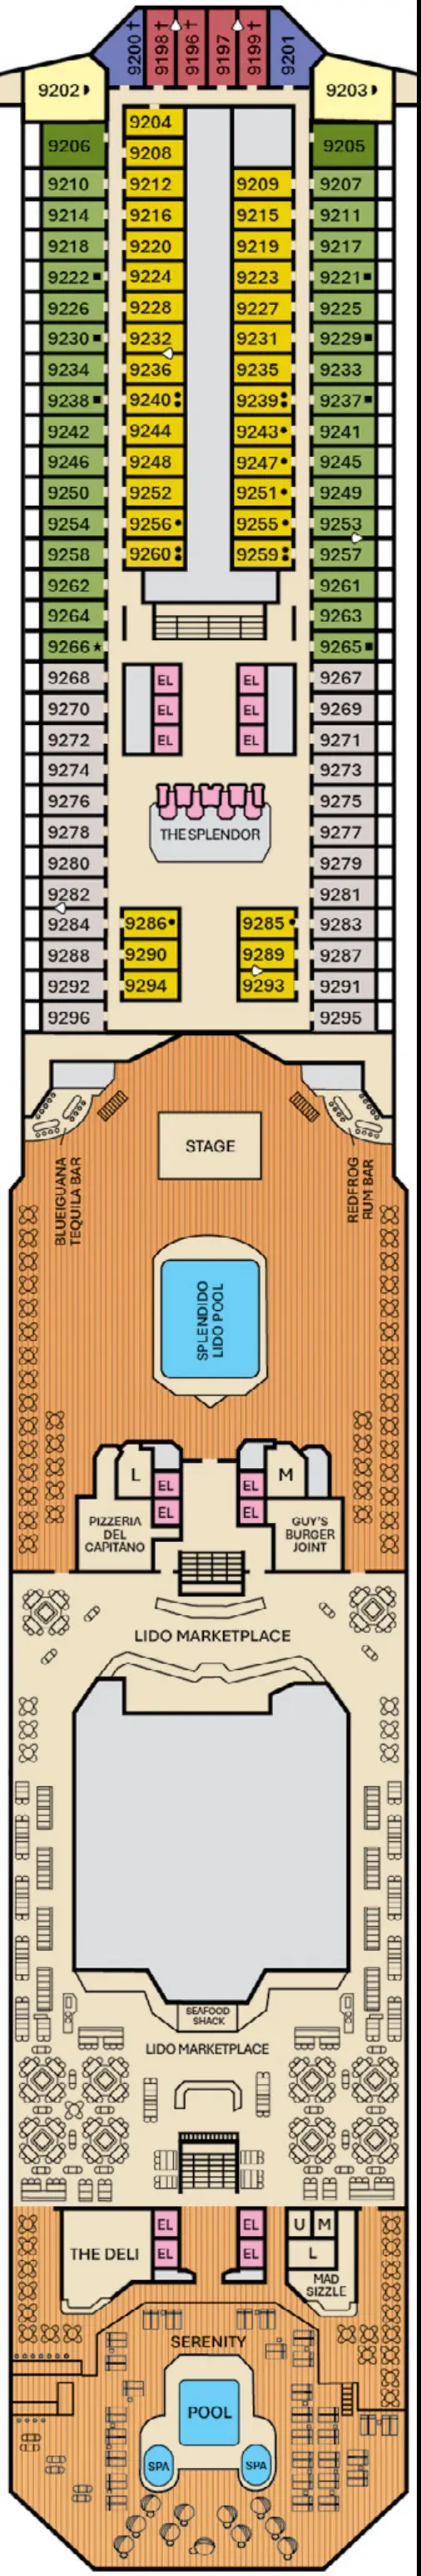 9200†
9198†
9196†
9197
9199†
9201
9202
9203
9204
9206
9208
9205
9210
9212
9209
9207
9214
9216
9215
9211
9218
9220
9219
9217
9222
9224
9223
9221
9226
9228
9227
9225
9230
9232
9231
9229
9234
9236
9235
9233
9238
9240
9239
9237
9242
9244
9243
9241
9246
9248
9247
9245
9250
9252
9251
9249
9254
9256
9255
9253
9258
9260
9259
9257
9262
9261
9264
9263
9266★
9265
9268
EL
EL
9267
9270
EL
EL
9269
9272
EL
EL
9271
9274
9273
9276
9275
9278
THE SPLENDOR
9277
9280
9279
9282
9281
9284
9286
9285
9283
9288
9290
9289
9287
9292
9294
9293
9291
9296
9295
STAGE
BLUEIGUANA
TEQUILA BAR
REDFROG
RUM BAR
SPLENDIDO
LIDO POOL
L
EL
EL
M
EL
EL
PIZZERIA
DEL
CAPITANO
GUY'S
BURGER
JOINT
LIDO MARKETPLACE
SEAFOOD
SHACK
LIDO MARKETPLACE
EL
EL
U
M
THE DELI
EL
EL
L
MAD
SIZZLE
SERENITY
POOL
SPA
SPA